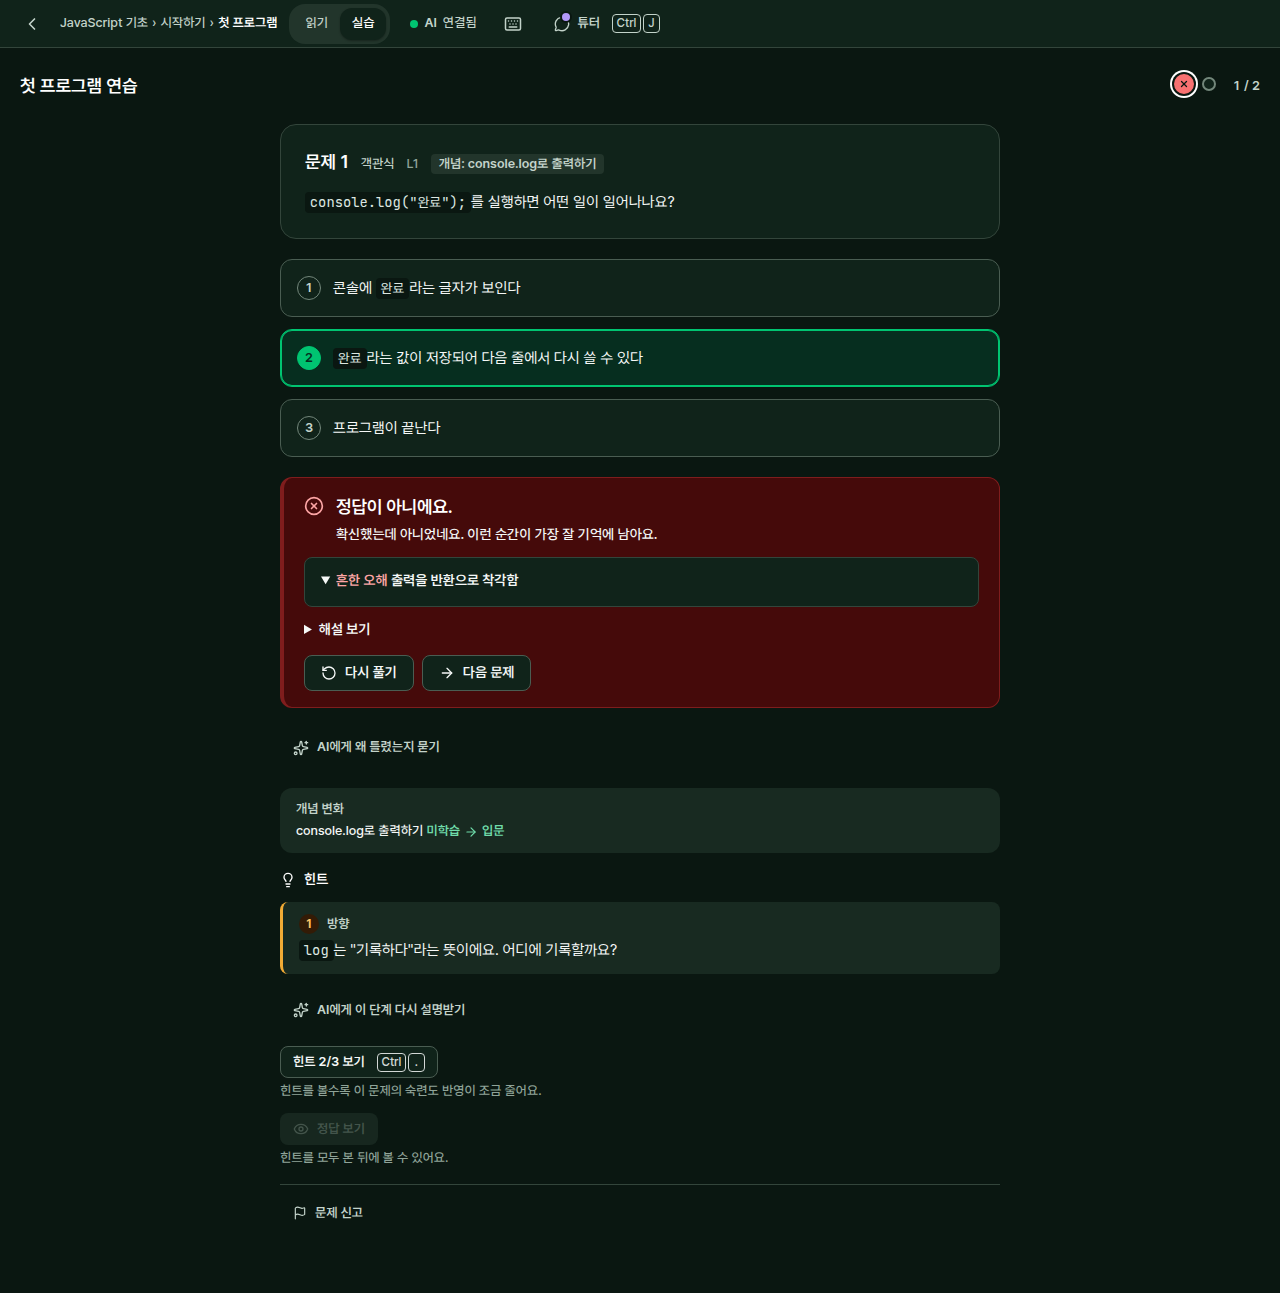 JavaScript 기초 › 시작하기 › 첫 프로그램 읽기 실습 AI 연결됨 튜터 Ctrl J
첫 프로그램 연습 1 / 2
문제 1 객관식 L1 개념: console.log로 출력하기
console.log("완료");를 실행하면 어떤 일이 일어나나요?
1 콘솔에 완료라는 글자가 보인다
2 완료라는 값이 저장되어 다음 줄에서 다시 쓸 수 있다
3 프로그램이 끝난다
정답이 아니에요.
확신했는데 아니었네요. 이런 순간이 가장 잘 기억에 남아요.
▼ 흔한 오해 출력을 반환으로 착각함
▶ 해설 보기
다시 풀기 다음 문제
AI에게 왜 틀렸는지 묻기
개념 변화
console.log로 출력하기 미학습 → 입문
힌트
1 방향
log는 "기록하다"라는 뜻이에요. 어디에 기록할까요?
AI에게 이 단계 다시 설명받기
힌트 2/3 보기 Ctrl .
힌트를 볼수록 이 문제의 숙련도 반영이 조금 줄어요.
정답 보기
힌트를 모두 본 뒤에 볼 수 있어요.
문제 신고